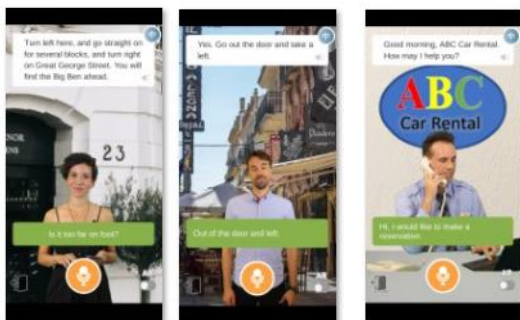 Turn left here, and go straight on
for several blocks, and turn right
on Great George Street. You will
find the Big Ben ahead.
23
Is it too far on foot?
Yes. Go out the door and take a
left.
Out of the door and left.
Good morning, ABC Car Rental.
How may I help you?
ABC
Car Rental
Hi, I would like to make a
reservation.